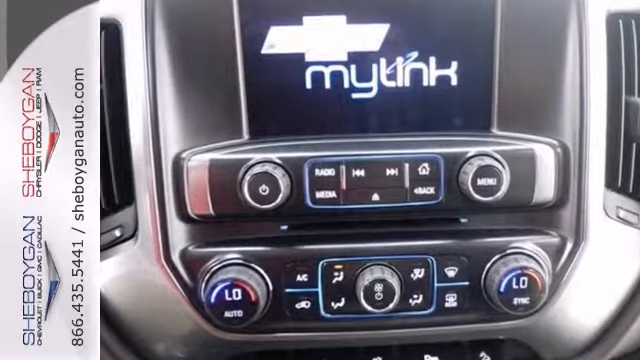 SHEBOYGAN
CHRYSLER | DODGE | JEEP | RAM
SHEBOYGAN
CHEVROLET | BUICK | GMC | CADILLAC
866.435.5441 / sheboyganauto.com
mylink
RADIO
MEDIA
BACK
MENU
LO
AUTO
A/C
REAR
LO
SYNC